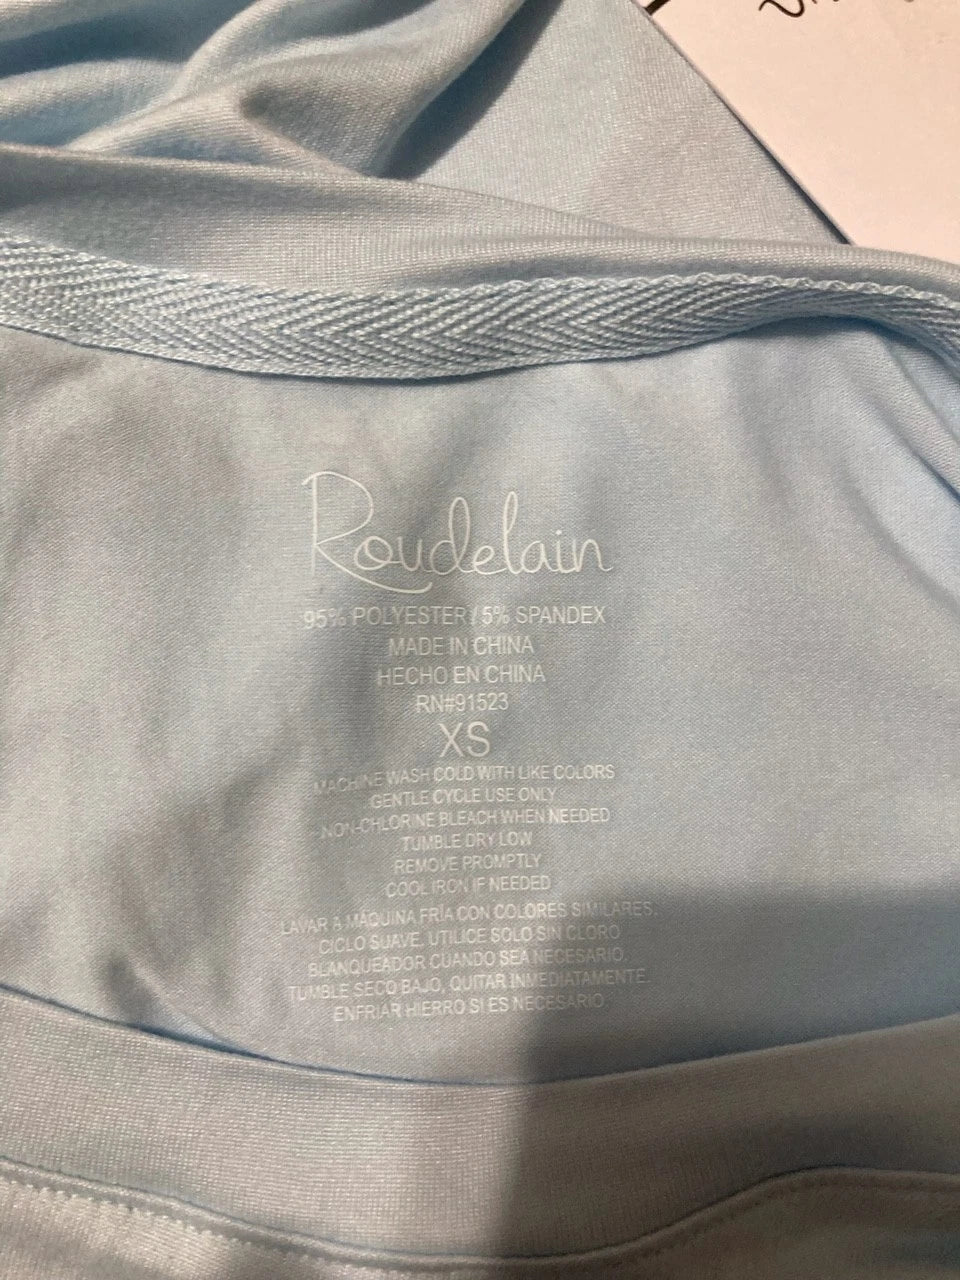 Roudelain
95% POLYESTER / 5% SPANDEX
MADE IN CHINA
HECHO EN CHINA
RN#91523
XS
MACHINE WASH COLD WITH LIKE COLORS
GENTLE CYCLE USE ONLY
NON-CHLORINE BLEACH WHEN NEEDED
TUMBLE DRY LOW
REMOVE PROMPTLY
COOL IRON IF NEEDED
LAVAR A MAQUINA FRIA CON COLORES SIMILARES.
CICLO SUAVE. UTILICE SOLO SIN CLORO
BLANQUEADOR CUANDO SEA NECESARIO.
TUMBLE SECO BAJO, QUITAR INMEDIATAMENTE.
ENFRIAR HIERRO SI ES NECESARIO.